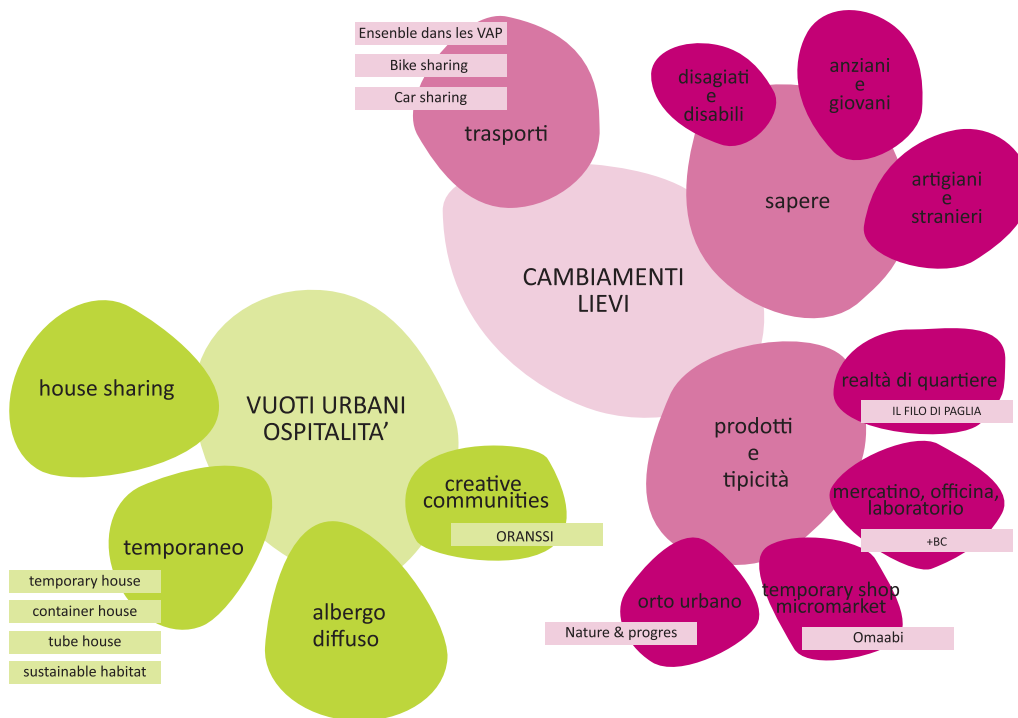 Ensenble dans les VAP
Bike sharing
Car sharing
trasporti
disagiati
e
disabili
anziani
e
giovani
artigiani
e
stranieri
sapere
CAMBIAMENTI
LIEVI
house sharing
VUOTI URBANI
OSPITALITA’
creative
communities
ORANSSI
temporaneo
temporary house
container house
tube house
sustainable habitat
albergo
diffuso
prodotti
e
tipicità
realtà di quartiere
IL FILO DI PAGLIA
mercatino, officina,
laboratorio
+BC
orto urbano
Nature & progres
temporary shop
micromarket
Omaabi